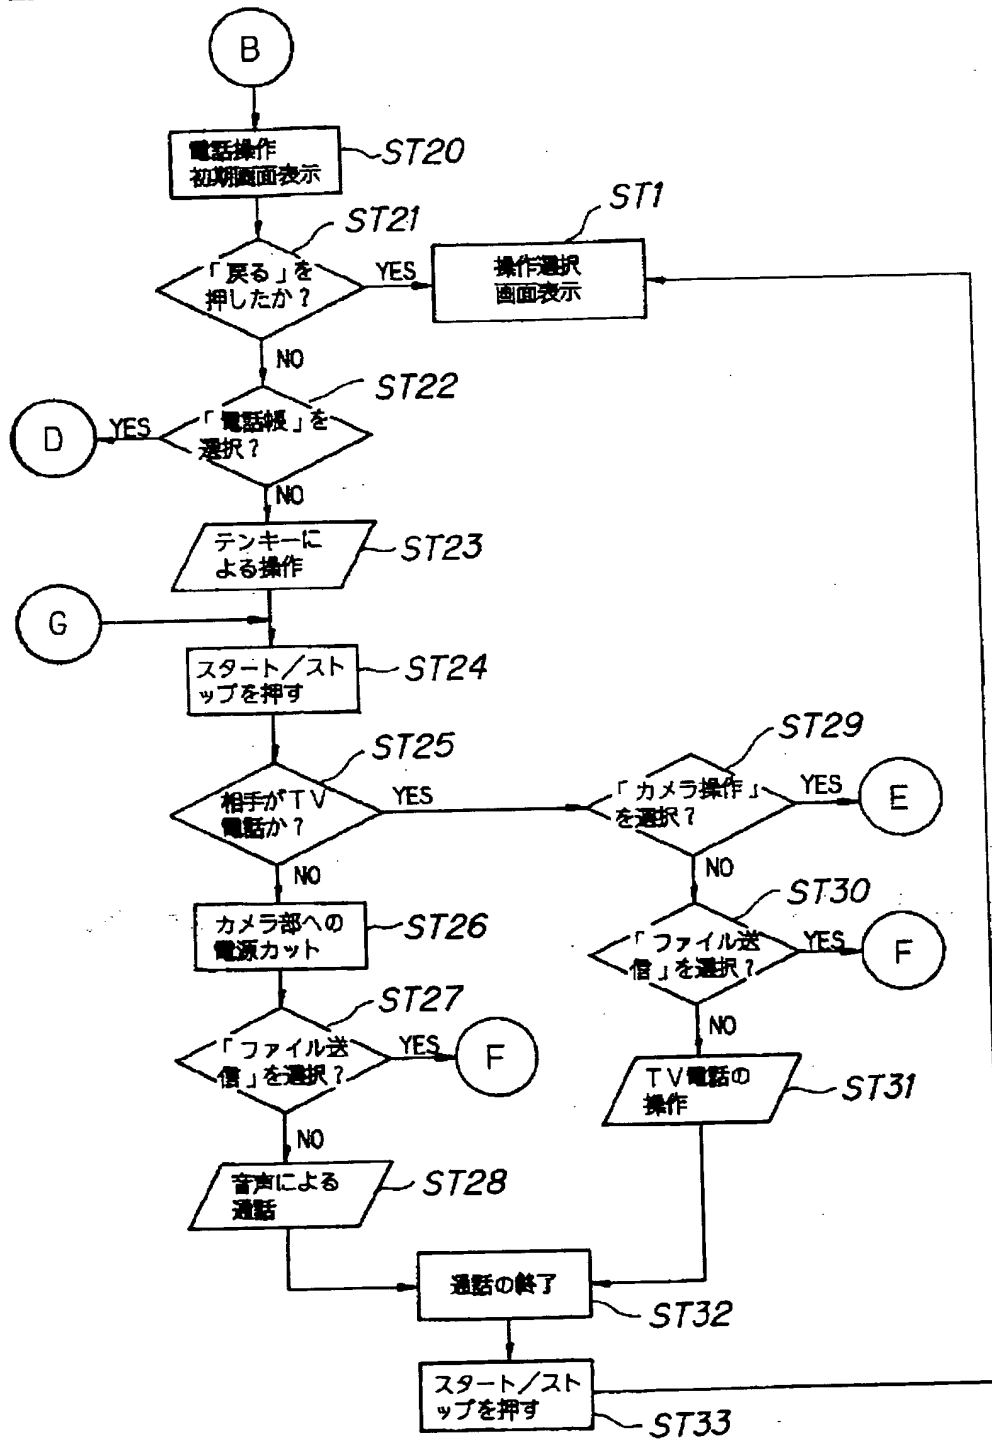 B
電話操作
初期画面表示
ST20
ST21
「戻る」を
押したか?
YES
ST1
操作選択
画面表示
NO
ST22
「電話帳」を
選択?
YES
D
NO
テンキーに
よる操作
ST23
G
スタート/スト
ップを押す
ST24
ST25
相手がTV
電話か?
YES
ST29
「カメラ操作」
を選択?
YES
E
NO
NO
カメラ部への
電源カット
ST26
ST30
「ファイル送
信」を選択?
YES
F
ST27
「ファイル送
信」を選択?
YES
F
NO
TV電話の
操作
ST31
NO
音声による
通話
ST28
通話の終了
ST32
スタート/スト
ップを押す
ST33